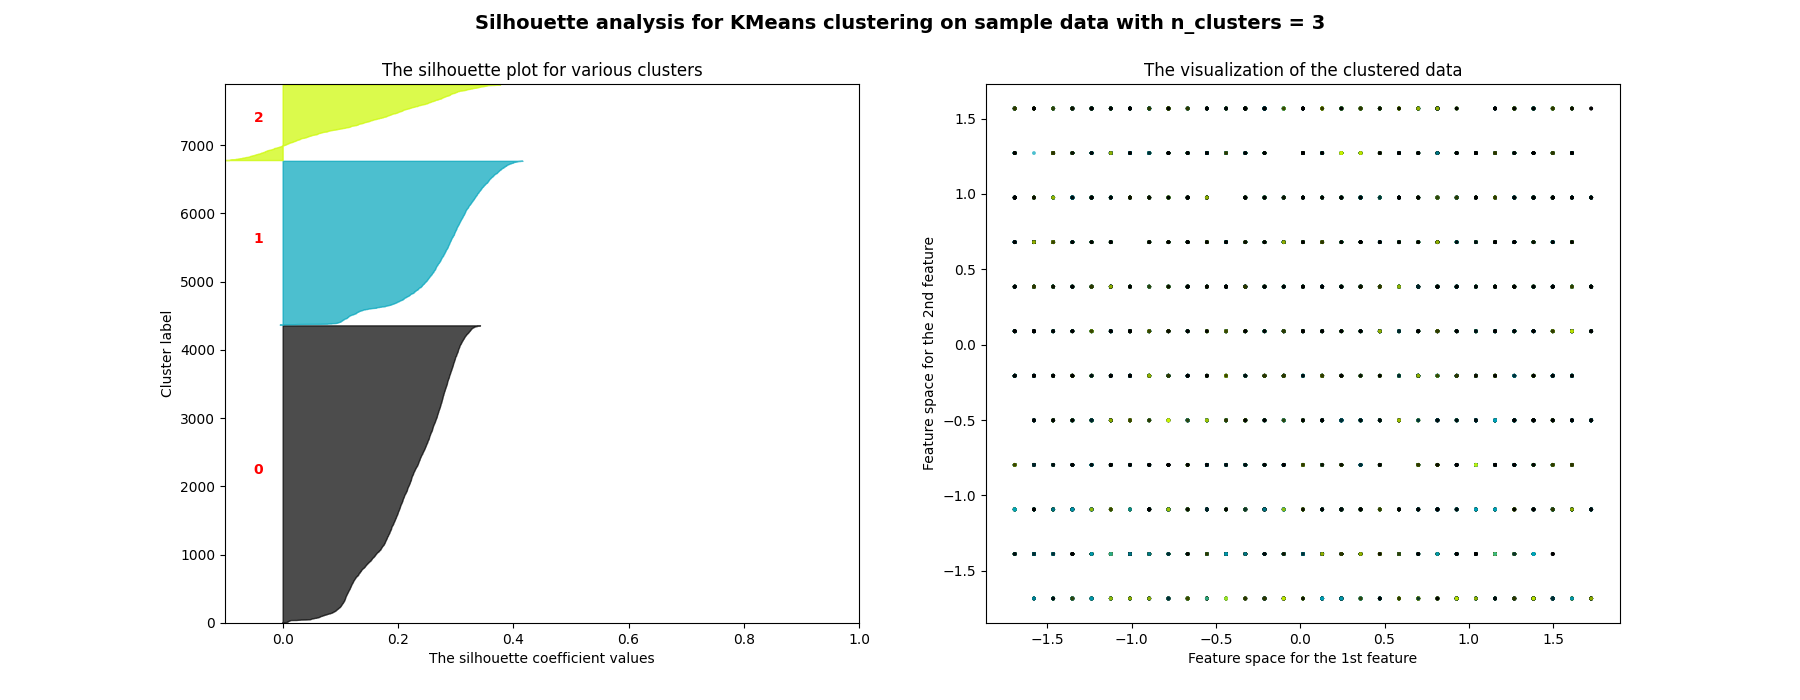 Silhouette analysis for KMeans clustering on sample data with n_clusters = 3
The silhouette plot for various clusters
2
1
0
7000
6000
5000
4000
3000
2000
1000
0
Cluster label
0.0 0.2 0.4 0.6 0.8 1.0
The silhouette coefficient values
The visualization of the clustered data
1.5
1.0
0.5
0.0
−0.5
−1.0
−1.5
Feature space for the 2nd feature
−1.5 −1.0 −0.5 0.0 0.5 1.0 1.5
Feature space for the 1st feature